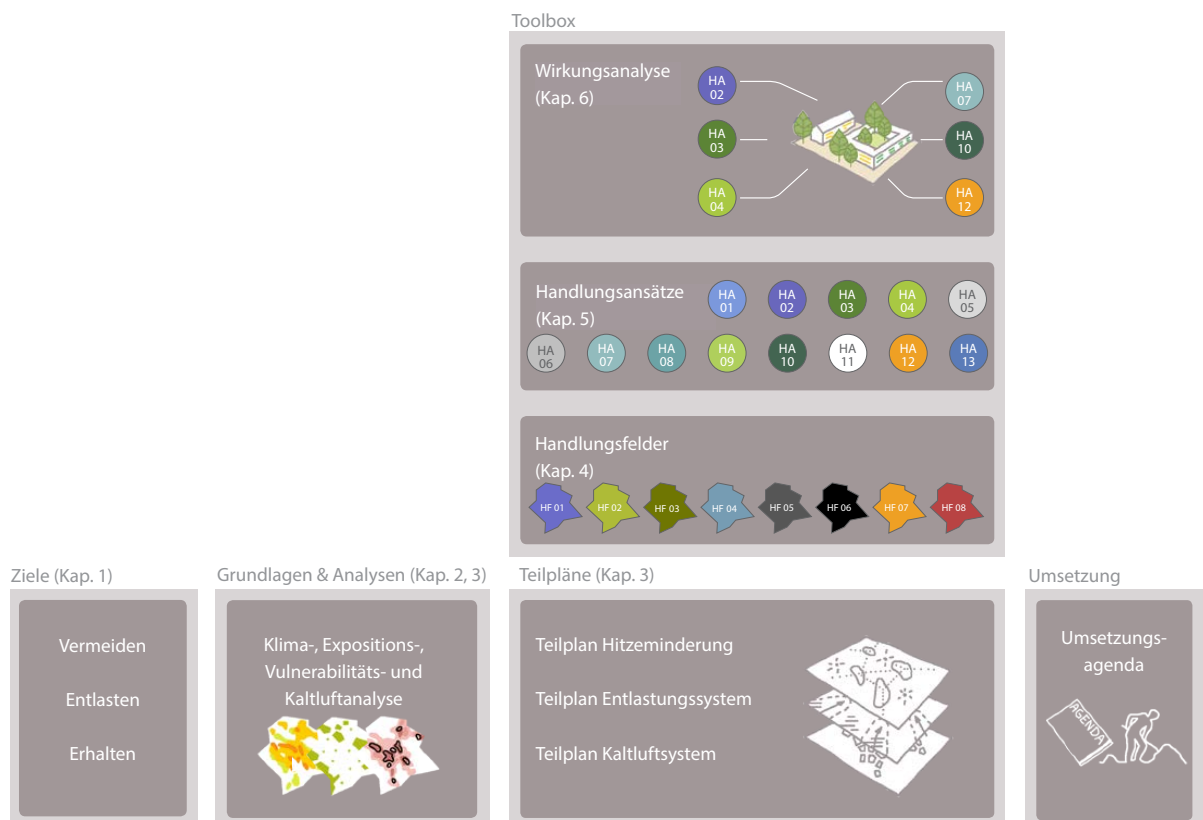 Toolbox
Wirkungsanalyse
(Kap. 6)
HA
02
HA
03
HA
04
HA
07
HA
10
HA
12
Handlungsansätze
(Kap. 5)
HA
01
HA
02
HA
03
HA
04
HA
05
HA
06
HA
07
HA
08
HA
09
HA
10
HA
11
HA
12
HA
13
Handlungsfelder
(Kap. 4)
HF 01
HF 02
HF 03
HF 04
HF 05
HF 06
HF 07
HF 08
Ziele (Kap. 1)
Vermeiden
Entlasten
Erhalten
Grundlagen & Analysen (Kap. 2, 3)
Klima-, Expositions-,
Vulnerabilitäts- und
Kaltluftanalyse
Teilpläne (Kap. 3)
Teilplan Hitzeminderung
Teilplan Entlastungssystem
Teilplan Kaltluftsystem
Umsetzung
Umsetzungs-
agenda
AGENDA